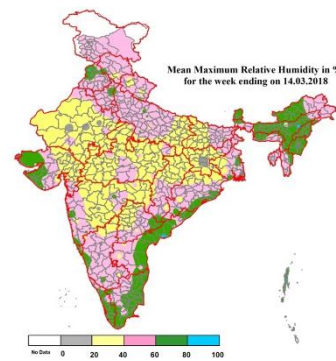 Mean Maximum Relative Humidity in %
for the week ending on 14.03.2018
No Data 0 20 40 60 80 100